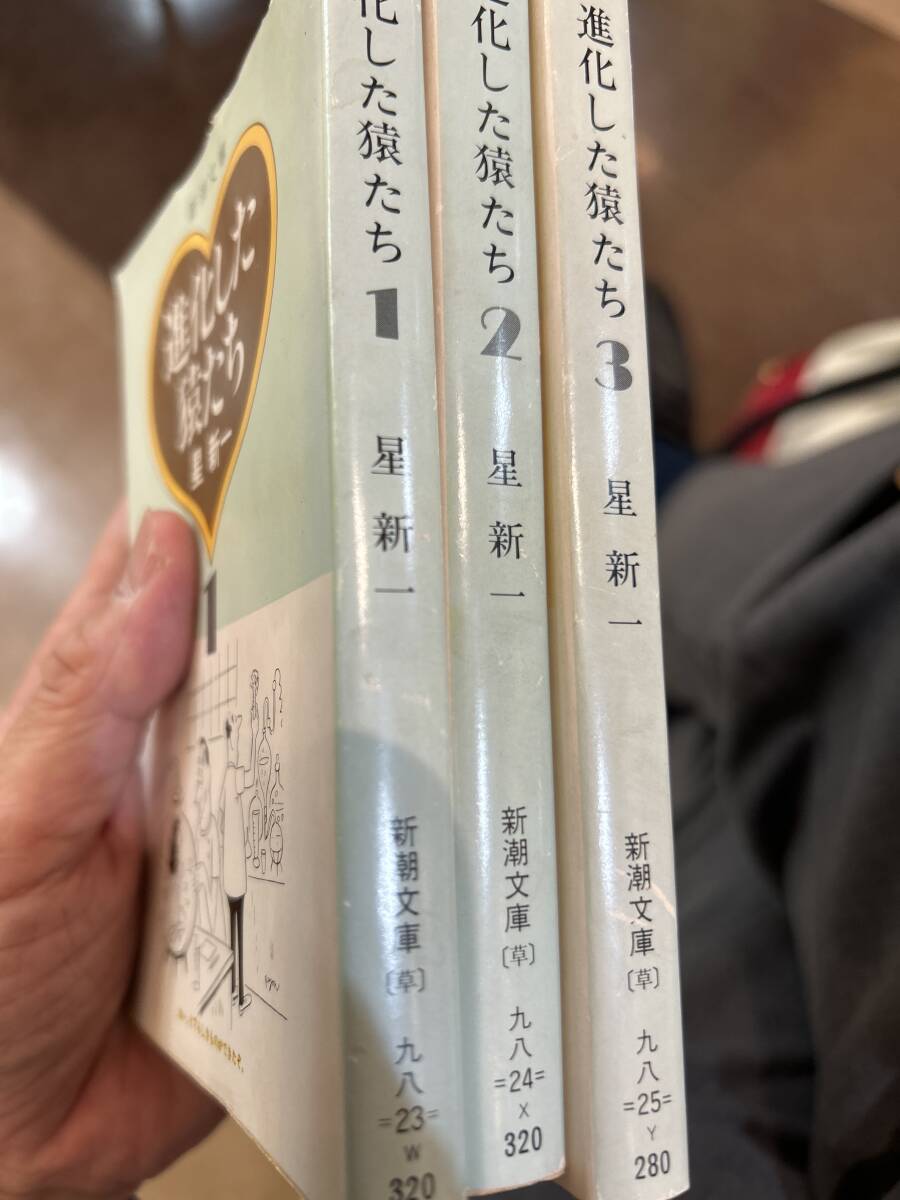 進化した
猿たち
星新一
1
化した猿たち
1
星新一
新潮文庫
〔草〕
九八
=23=
W
320
化した猿たち
2
星新一
新潮文庫
〔草〕
九八
=24=
X
320
進化した猿たち
3
星新一
新潮文庫
〔草〕
九八
=25=
Y
280